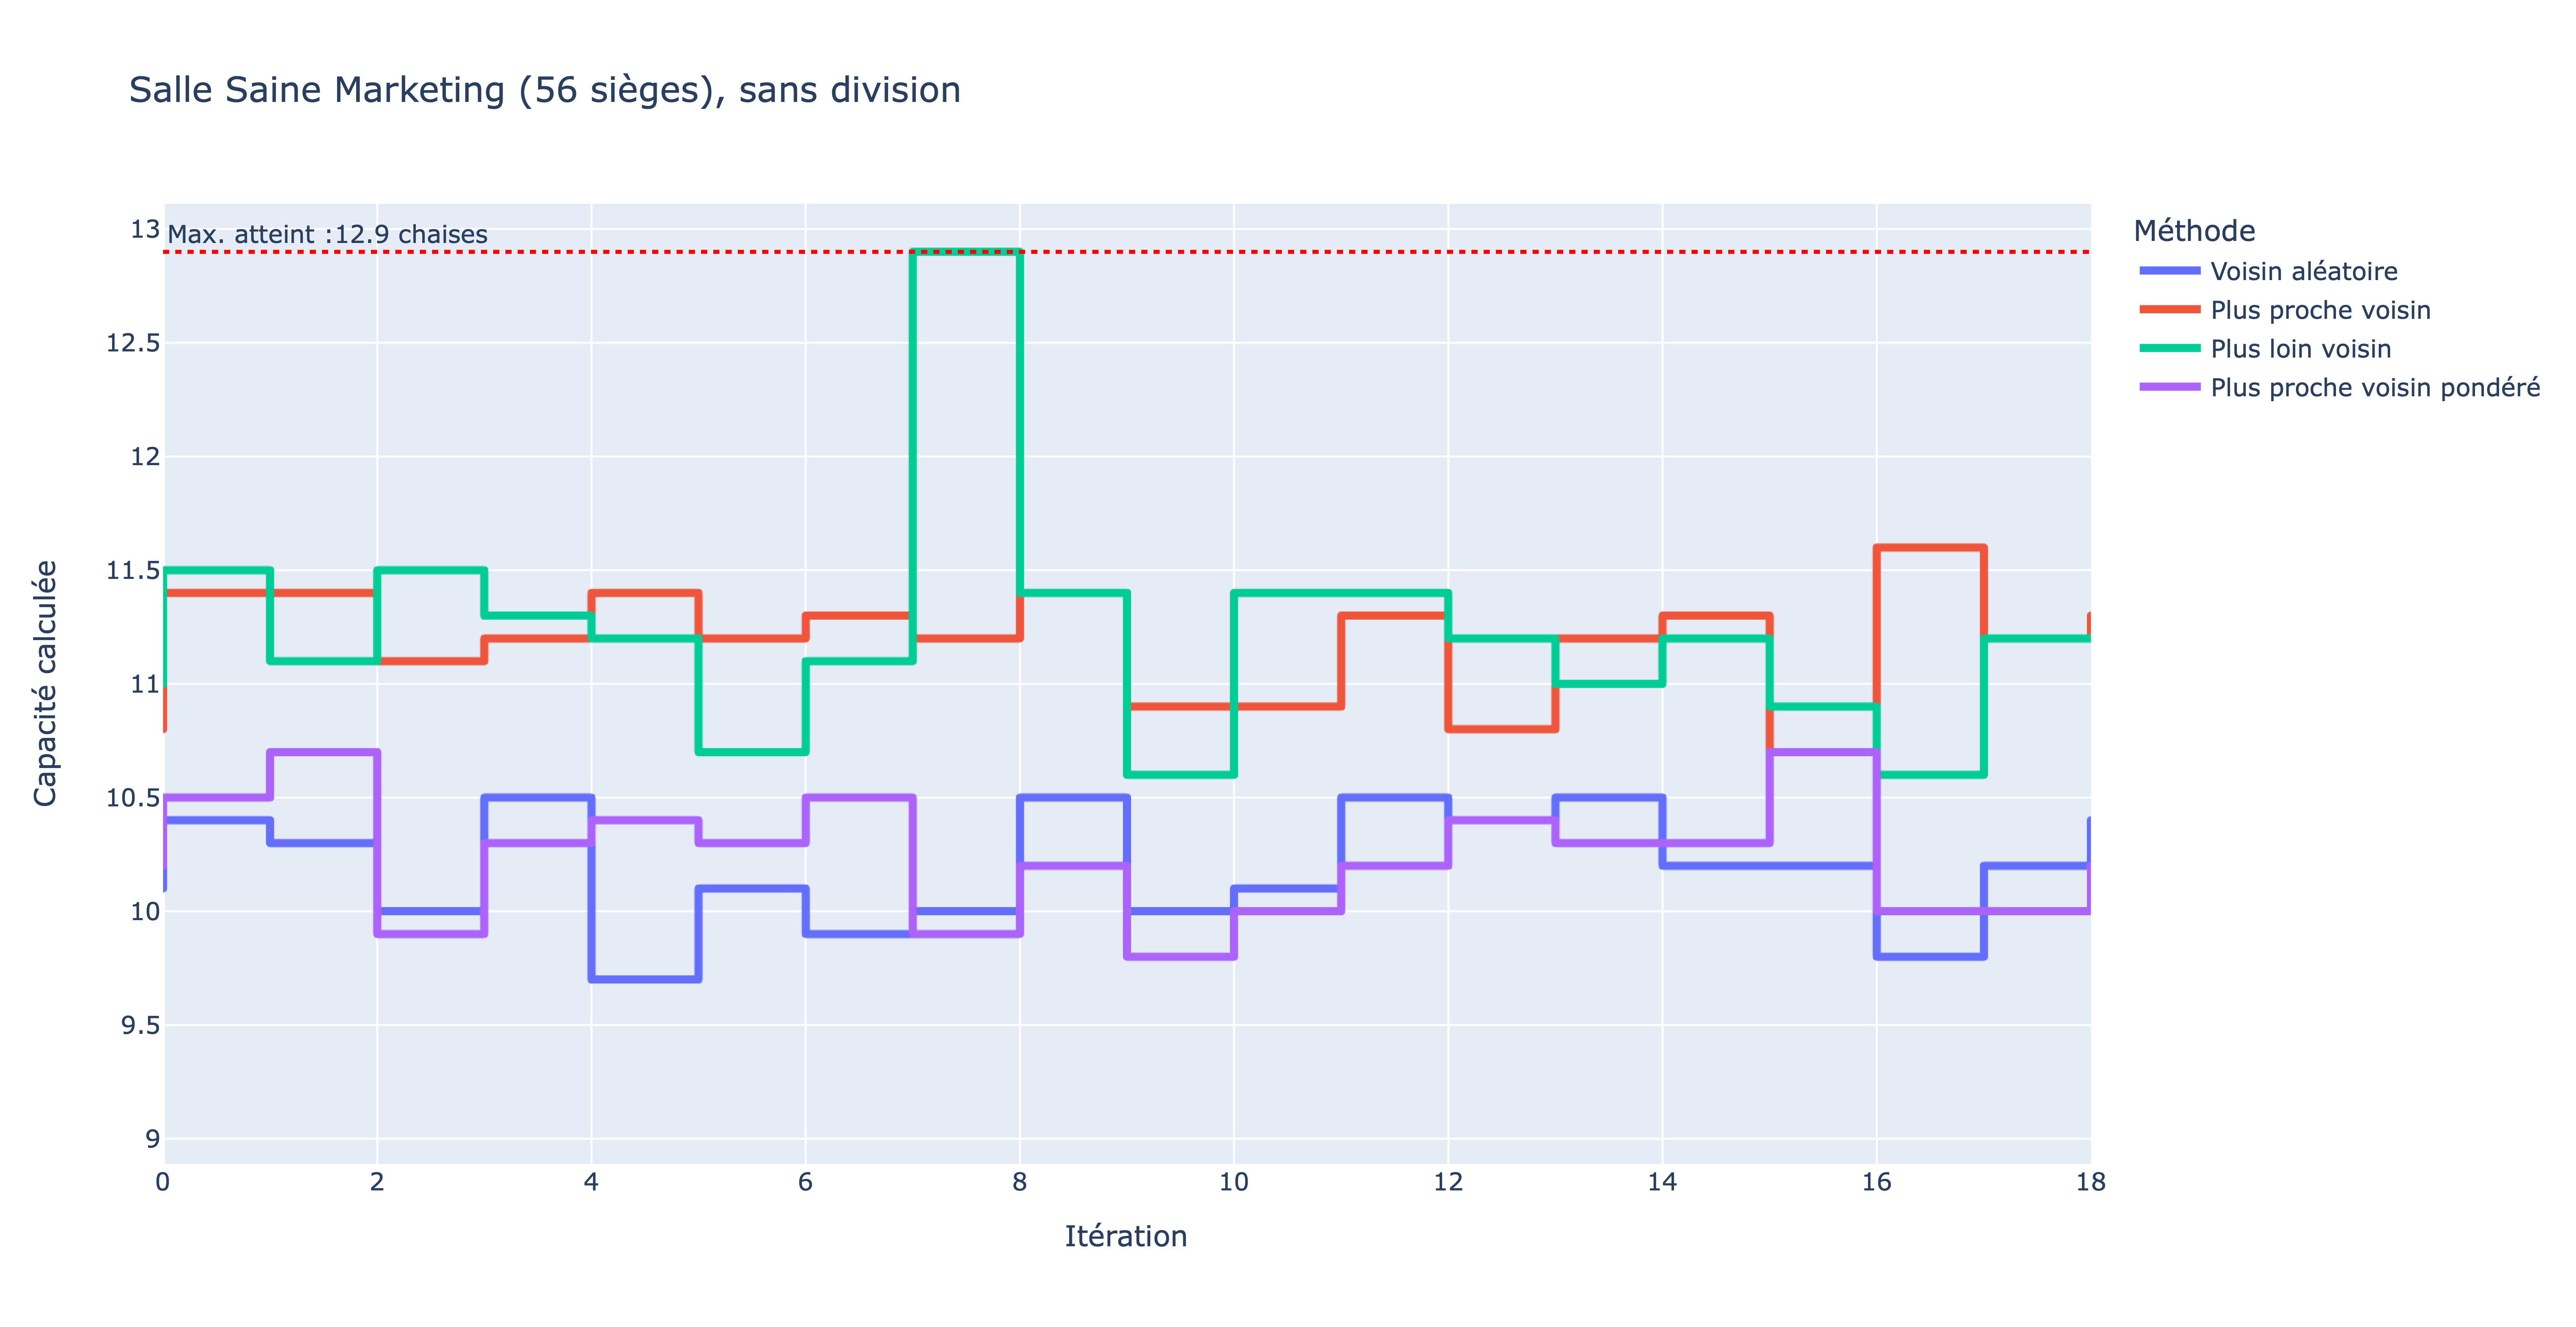 Salle Saine Marketing (56 sièges), sans division
Max. atteint :12.9 chaises
Méthode
Voisin aléatoire
Plus proche voisin
Plus loin voisin
Plus proche voisin pondéré
Capacité calculée
13
12.5
12
11.5
11
10.5
10
9.5
9
0 2 4 6 8 10 12 14 16 18
Itération